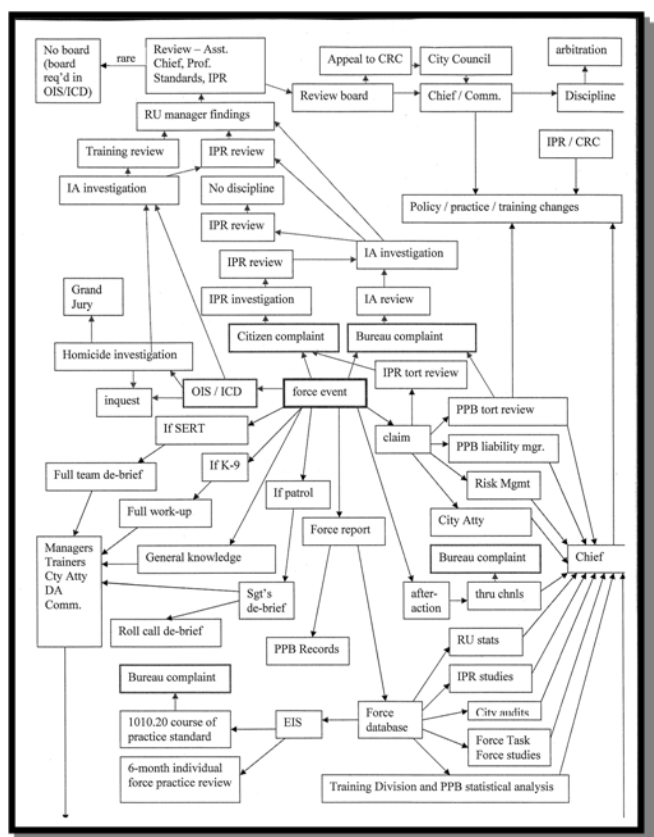 No board
(board
req'd in
OIS/ICD)
rare
Review – Asst.
Chief, Prof.
Standards, IPR
Appeal to CRC
City Council
arbitration
Review board
Chief / Comm.
Discipline
RU manager findings
Training review
IPR review
IPR / CRC
IA investigation
No discipline
Policy / practice / training changes
IPR review
IA investigation
IPR review
Grand
Jury
IPR investigation
IA review
Citizen complaint
Bureau complaint
Homicide investigation
IPR tort review
inquest
OIS / ICD
force event
PPB tort review
claim
If SERT
PPB liability mgr.
Full team de-brief
If K-9
If patrol
Risk Mgmt
Full work-up
City Atty
Force report
Managers
Trainers
Cty Atty
DA
Comm.
General knowledge
Bureau complaint
Chief
Sgt's
de-brief
after-
action
thru chnls
Roll call de-brief
PPB Records
RU stats
Bureau complaint
IPR studies
1010.20 course of
practice standard
EIS
Force
database
City audits
Force Task
Force studies
6-month individual
force practice review
Training Division and PPB statistical analysis